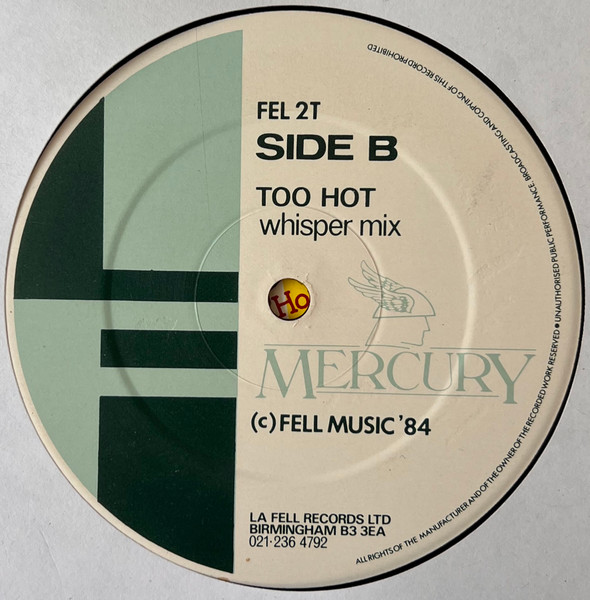 FEL 2T
SIDE B
TOO HOT
whisper mix
Ho
MERCURY
(c) FELL MUSIC '84
LA FELL RECORDS LTD
BIRMINGHAM B3 3EA
021·236 4792
ALL RIGHTS OF THE MANUFACTURER AND OF THE OWNER OF THE RECORDED WORK RESERVED ● UNAUTHORISED PUBLIC PERFORMANCE BROADCASTING AND COPYING OF THIS RECORD PROHIBITED